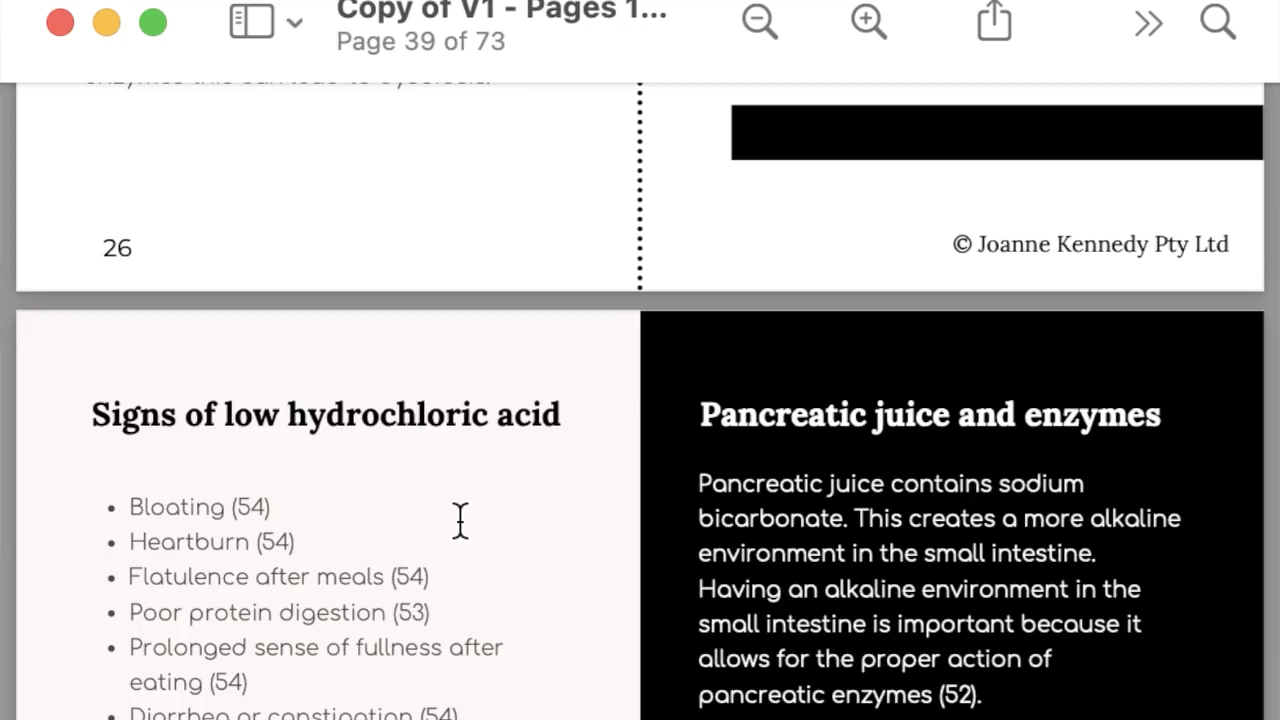 Copy of V1 - Pages 1...
Page 39 of 73
26
© Joanne Kennedy Pty Ltd
Signs of low hydrochloric acid
• Bloating (54)
• Heartburn (54)
• Flatulence after meals (54)
• Poor protein digestion (53)
• Prolonged sense of fullness after
eating (54)
• Diarrhea or constipation (54)
Pancreatic juice and enzymes
Pancreatic juice contains sodium
bicarbonate. This creates a more alkaline
environment in the small intestine.
Having an alkaline environment in the
small intestine is important because it
allows for the proper action of
pancreatic enzymes (52).